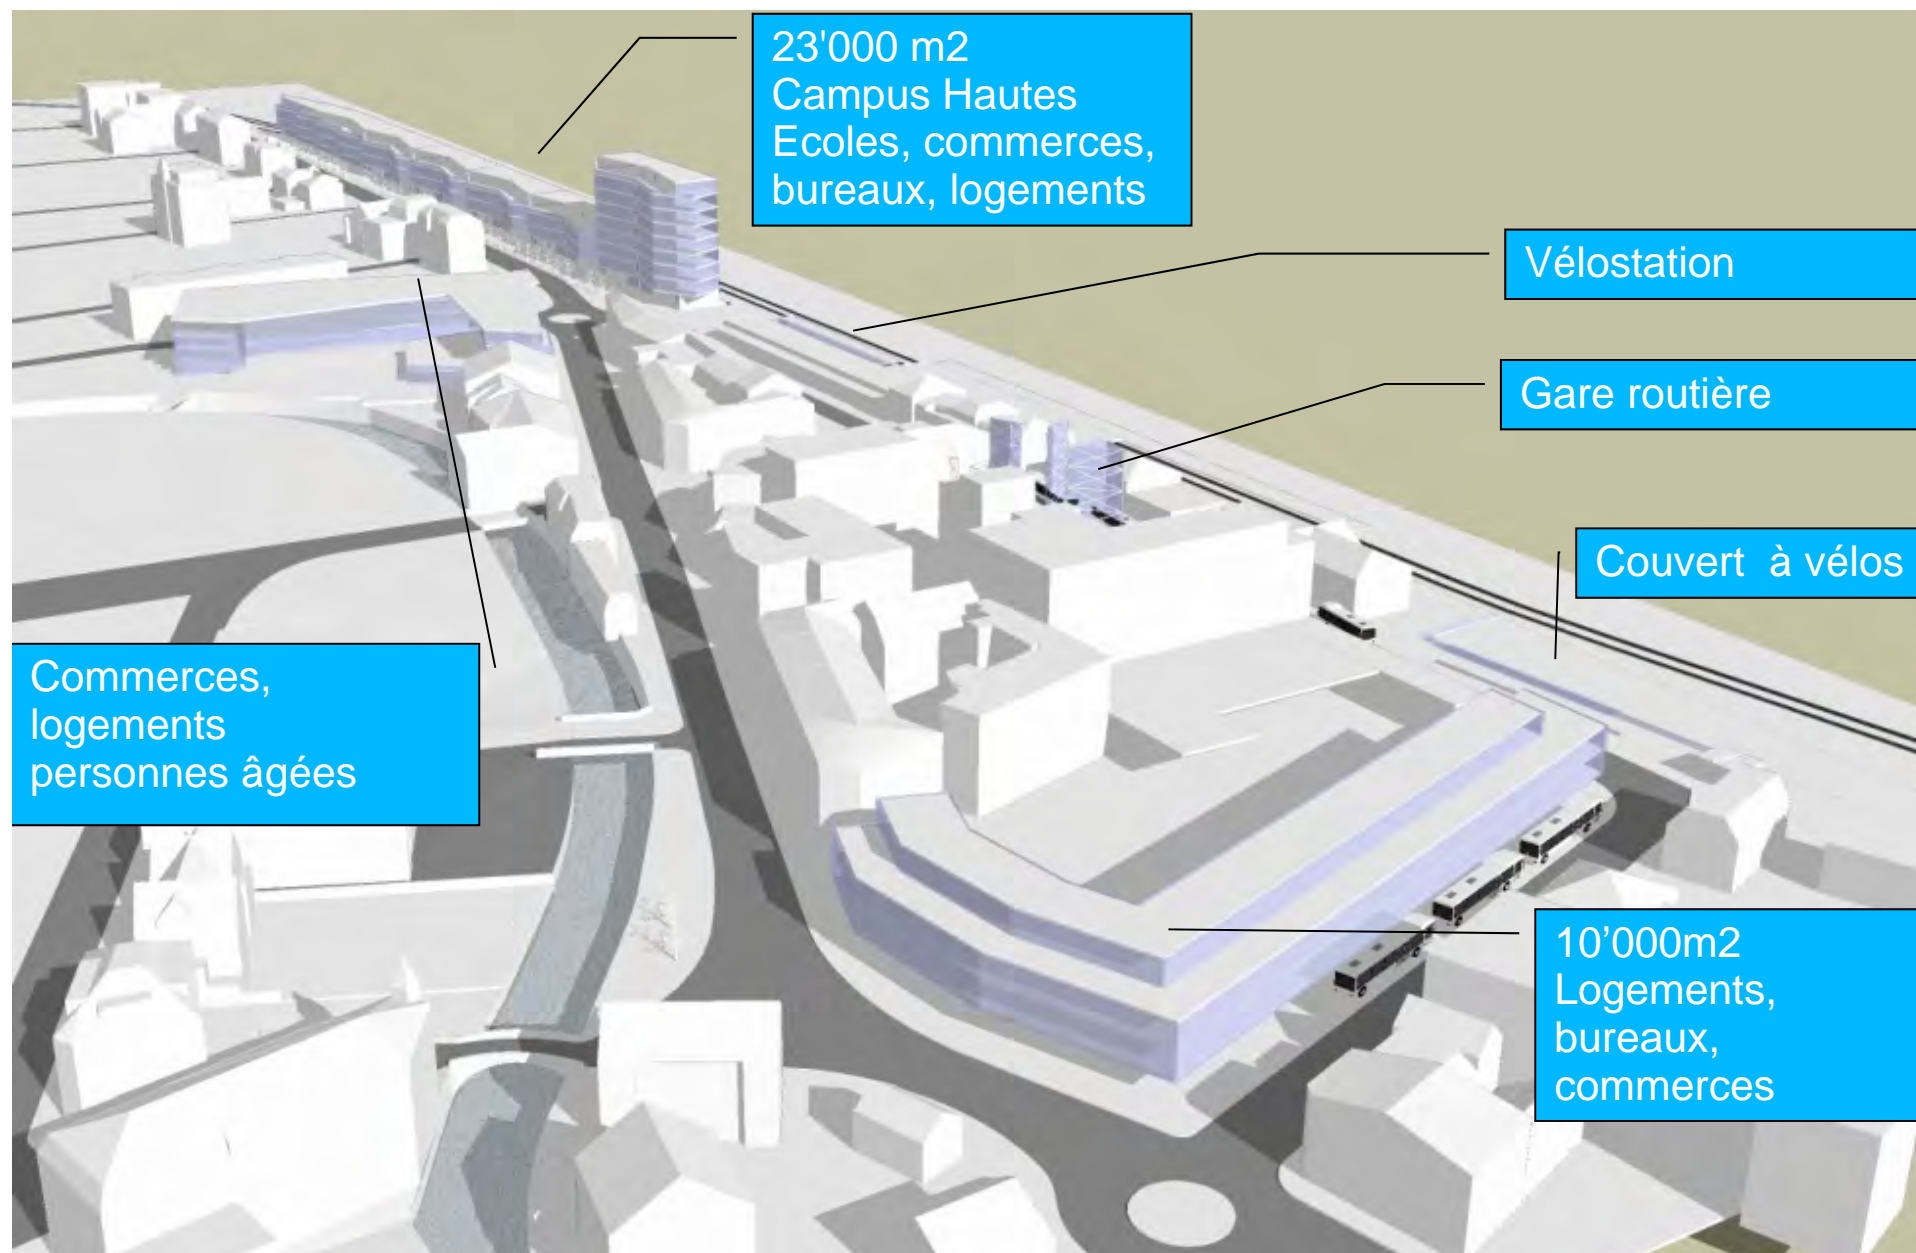 23'000 m2
Campus Hautes
Ecoles, commerces,
bureaux, logements
Vélostation
Gare routière
Couvert à vélos
Commerces,
logements
personnes âgées
10’000m2
Logements,
bureaux,
commerces